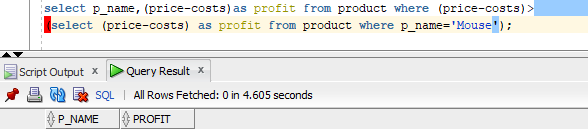 select p_name,(price-costs)as profit from product where (price-costs)>
(select (price-costs) as profit from product where p_name='Mouse');
Script Output x Query Result x
SQL All Rows Fetched: 0 in 4.605 seconds
P_NAME PROFIT